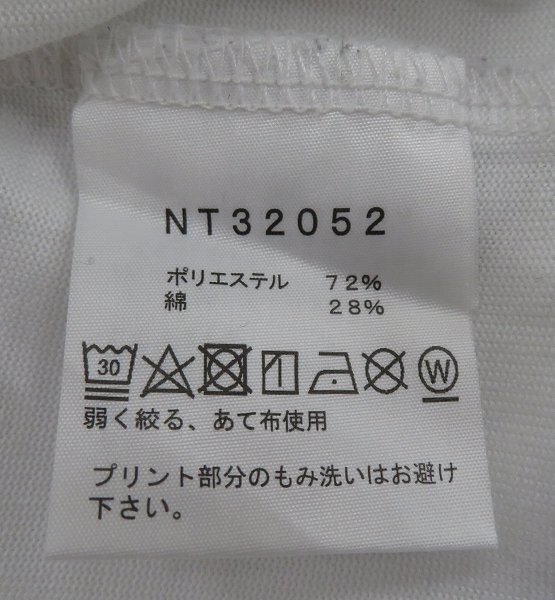 NT32052
ポリエステル 72%
綿 28%
30 W
弱く絞る、あて布使用
プリント部分のもみ洗いはお避け
下さい。